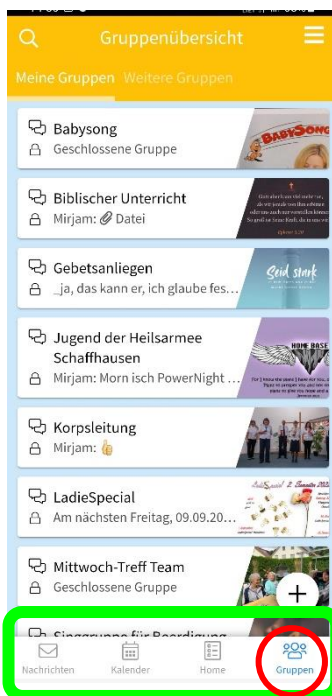 Gruppenübersicht
Meine Gruppen Weitere Gruppen
Babysong
Geschlossene Gruppe
BABYSONG
Biblischer Unterricht
Mirjam: Datei
Gebetsanliegen
_ja, das kann er, ich glaube fes...
Seid stark
Jugend der Heilsarmee
Schaffhausen
Mirjam: Morn isch PowerNight ...
HOME BASE
Korpsleitung
Mirjam: 👍
LadieSpecial
Am nächsten Freitag, 09.09.20...
Mittwoch-Treff Team
Geschlossene Gruppe
+
Singgruppe für Beerdigung
Nachrichten
Kalender
Home
Gruppen